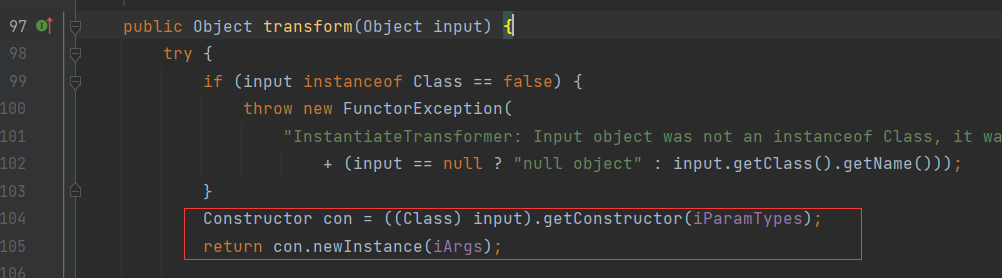 97 public Object transform(Object input) {
98 try {
99 if (input instanceof Class == false) {
100 throw new FunctorException(
101 "InstantiateTransformer: Input object was not an instanceof Class, it
102 + (input == null ? "null object" : input.getClass().getName()));
103 }
104 Constructor con = ((Class) input).getConstructor(iParamTypes);
105 return con.newInstance(iArgs);
106